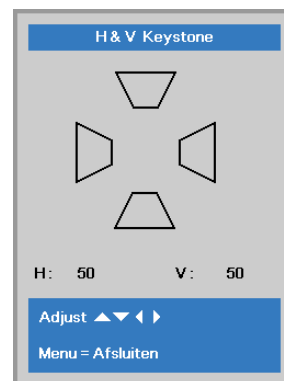 H & V Keystone
H : 50 V : 50
Adjust ▲▼◀▶
Menu = Afsluiten